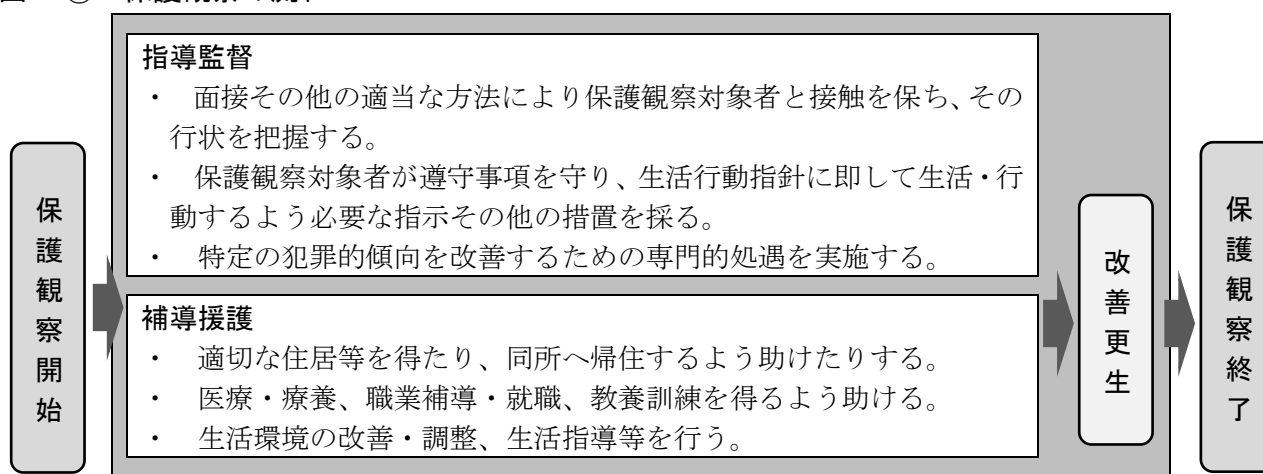 保護観察開始
指導監督
・ 面接その他の適当な方法により保護観察対象者と接触を保ち、その
行状を把握する。
・ 保護観察対象者が遵守事項を守り、生活行動指針に即して生活・行
動するよう必要な指示その他の措置を採る。
・ 特定の犯罪的傾向を改善するための専門的処遇を実施する。
補導援護
・ 適切な住居等を得たり、同所へ帰住するよう助けたりする。
・ 医療・療養、職業補導・就職、教養訓練を得るよう助ける。
・ 生活環境の改善・調整、生活指導等を行う。
改善更生
保護観察終了